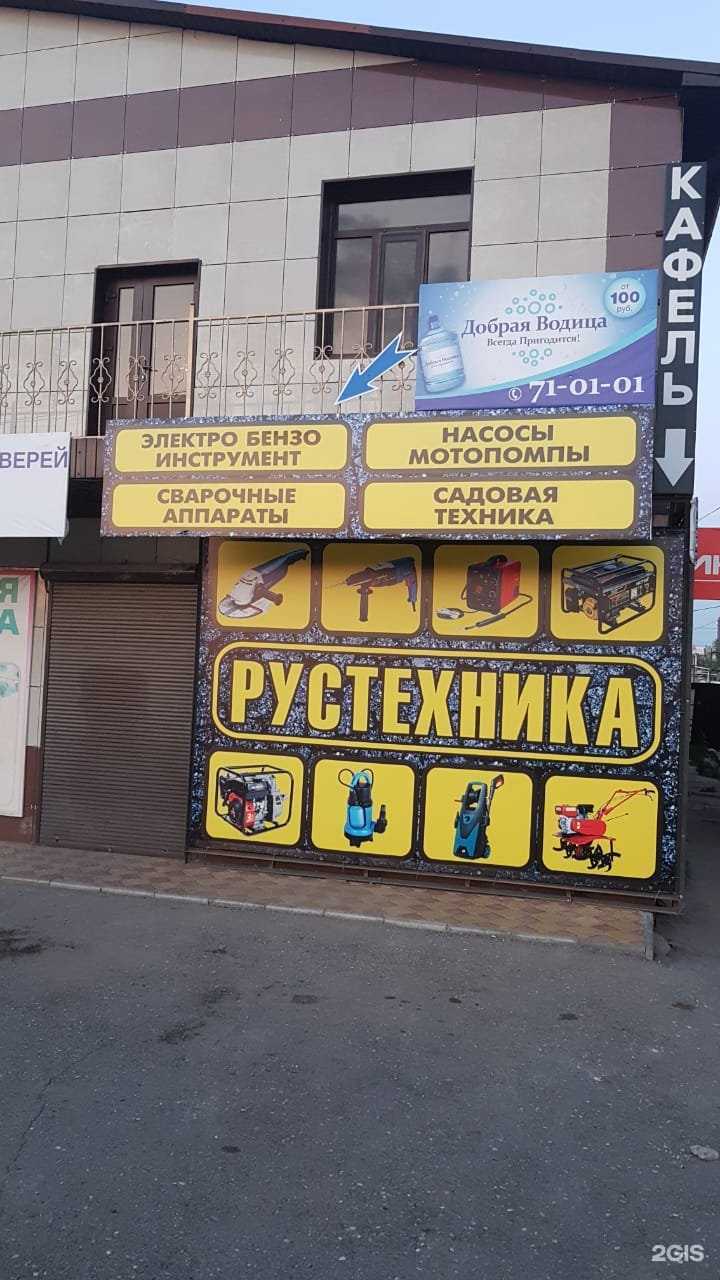 КАФЕЛЬ
Добрая Водица
Всегда Пригодится!
от
100
руб.
71-01-01
ЭЛЕКТРО БЕНЗО
ИНСТРУМЕНТ
НАСОСЫ
МОТОПОМПЫ
СВАРОЧНЫЕ
АППАРАТЫ
САДОВАЯ
ТЕХНИКА
ВЕРЕЙ
Я
А
РУСТЕХНИКА
2GIS